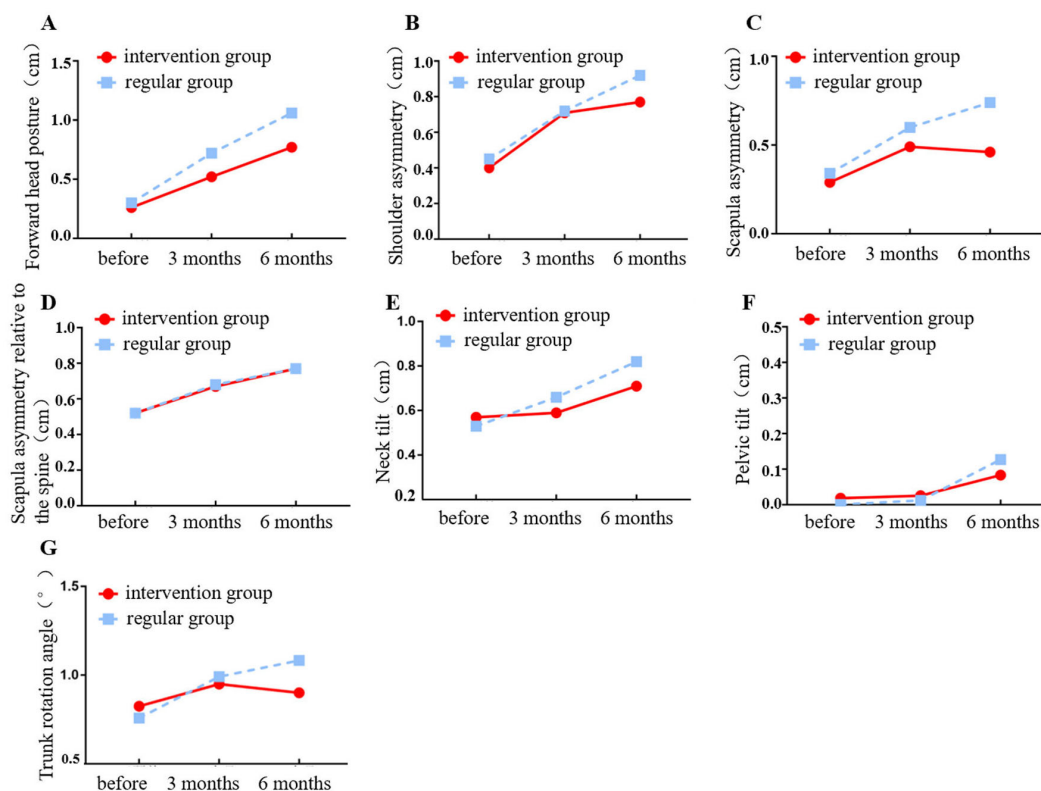 A
intervention group
regular group
Forward head posture（cm）
1.5
1.0
0.5
0.0
before 3 months 6 months
B
intervention group
regular group
Shoulder asymmetry（cm）
1.0
0.8
0.6
0.4
0.2
0.0
before 3 months 6 months
C
intervention group
regular group
Scapula asymmetry（cm）
1.0
0.5
0.0
before 3 months 6 months
D
intervention group
regular group
Scapula asymmetry relative to
the spine（cm）
1.0
0.8
0.6
0.4
0.2
0.0
before 3 months 6 months
E
intervention group
regular group
Neck tilt（cm）
1.0
0.8
0.6
0.4
0.2
before 3 months 6 months
F
intervention group
regular group
Pelvic tilt（cm）
0.5
0.4
0.3
0.2
0.1
0.0
before 3 months 6 months
G
intervention group
regular group
Trunk rotation angle（°）
1.5
1.0
0.5
before 3 months 6 months